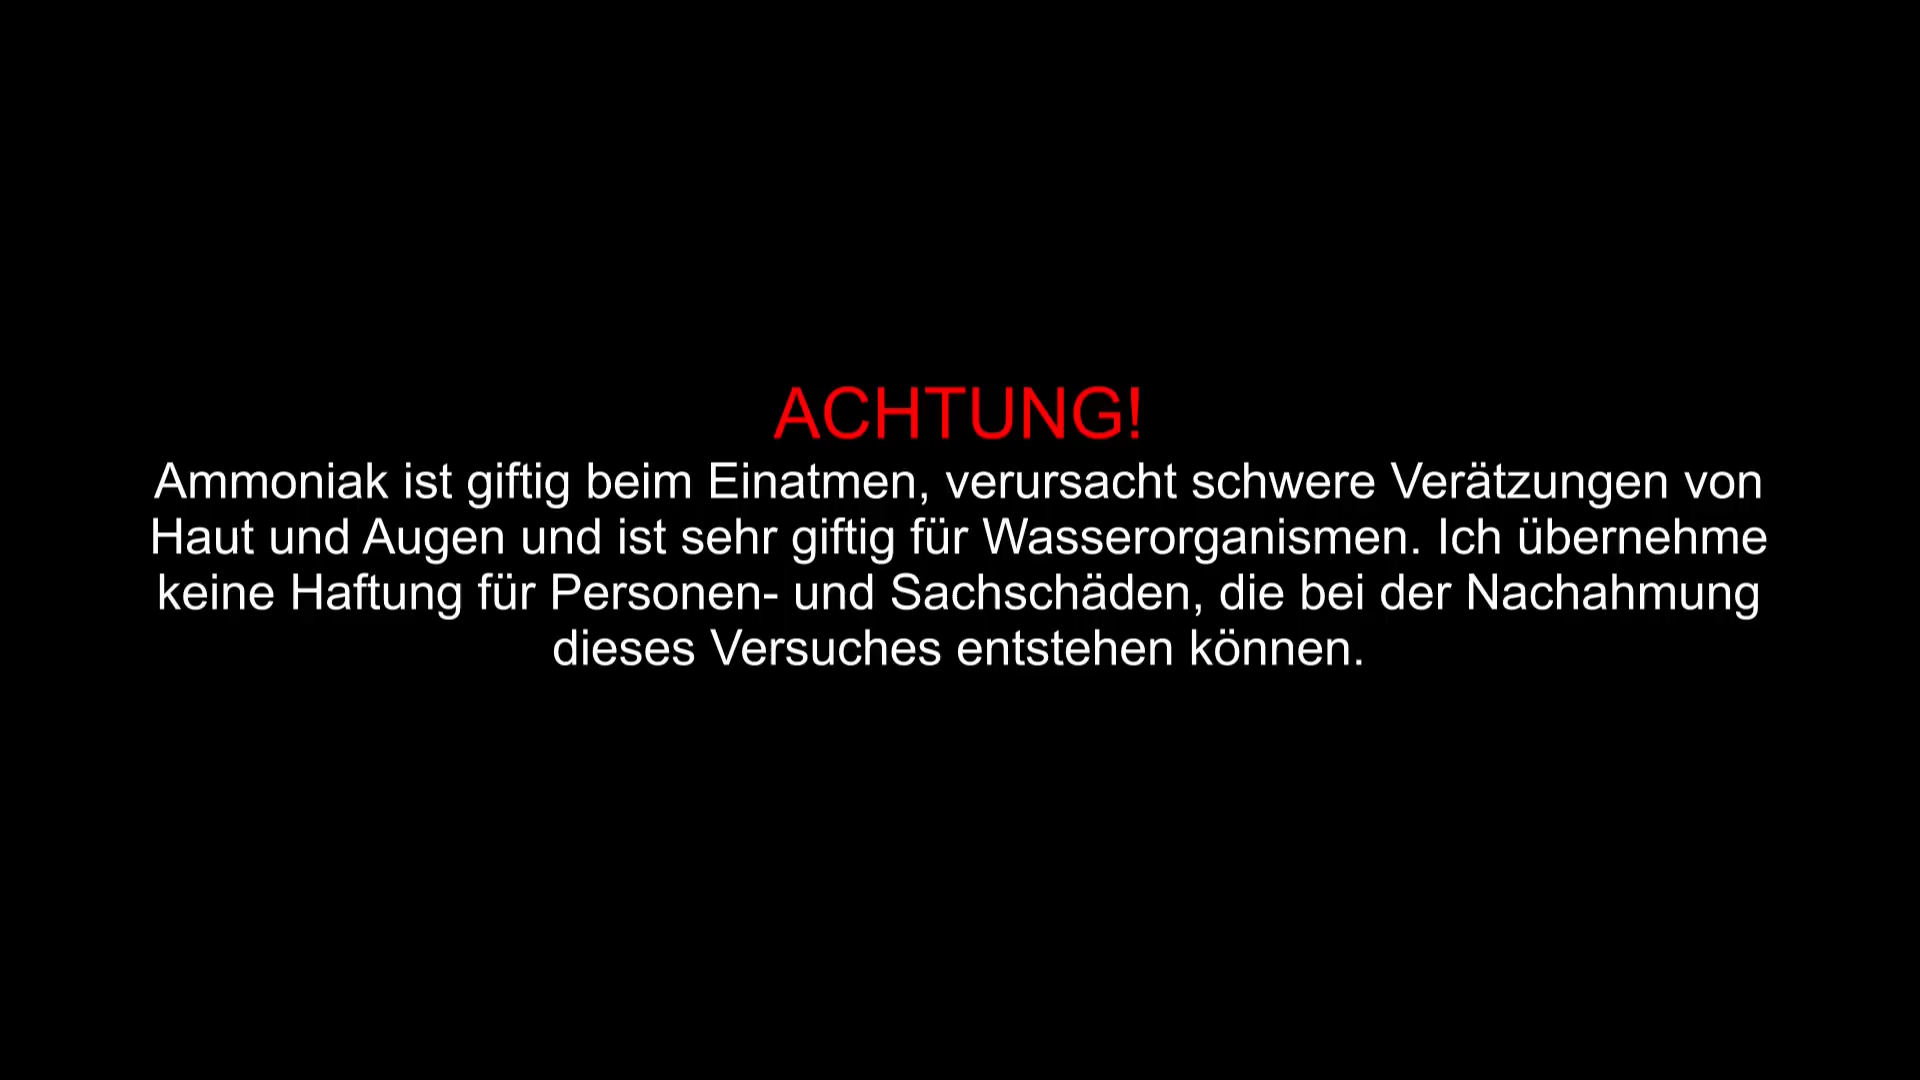 ACHTUNG!
Ammoniak ist giftig beim Einatmen, verursacht schwere Verätzungen von
Haut und Augen und ist sehr giftig für Wasserorganismen. Ich übernehme
keine Haftung für Personen- und Sachschäden, die bei der Nachahmung
dieses Versuches entstehen können.